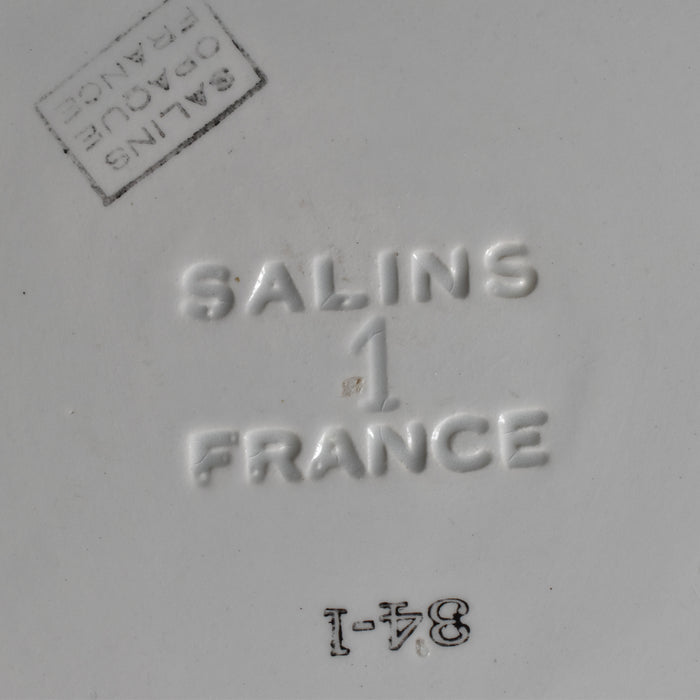 SALINS
OPAQUE
FRANCE
SALINS
1
FRANCE
84-1